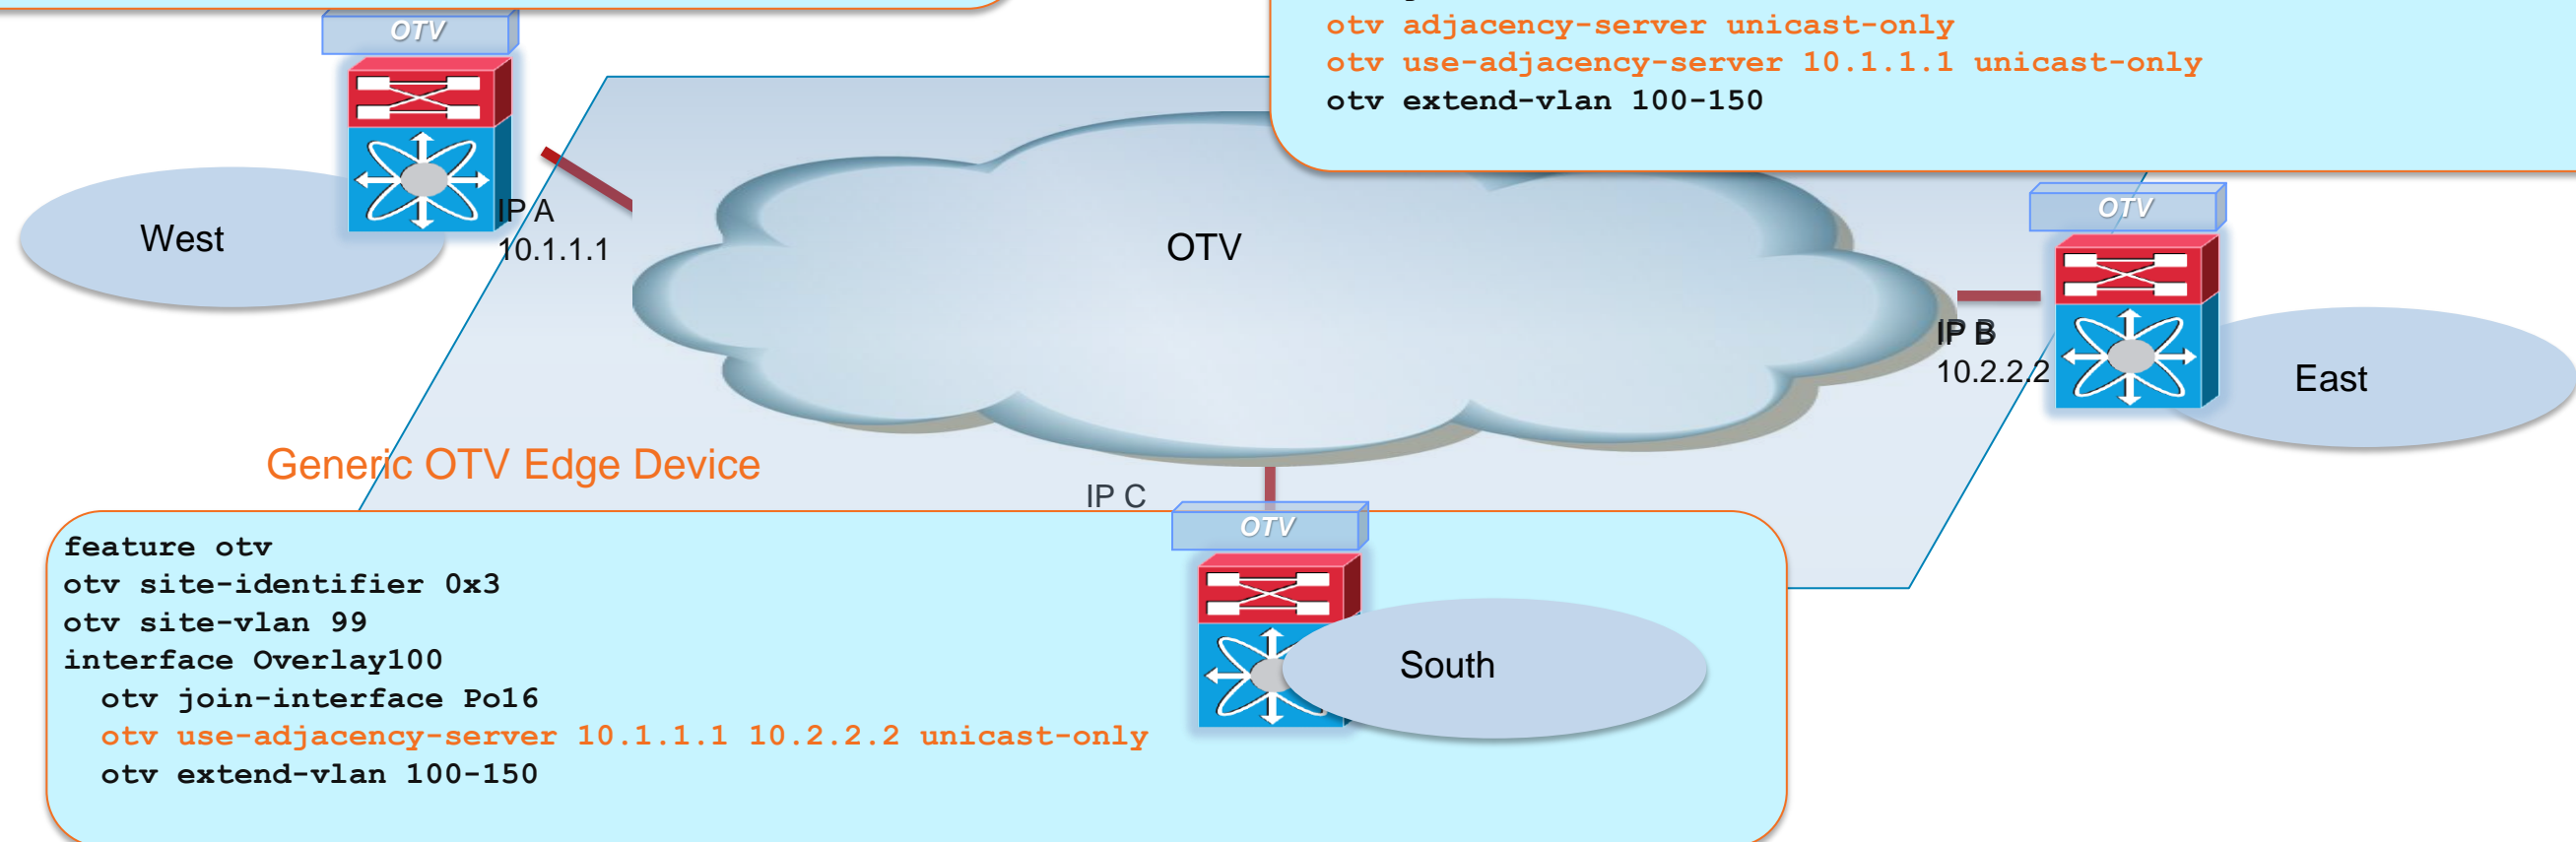 OTV
otv adjacency-server unicast-only
otv use-adjacency-server 10.1.1.1 unicast-only
otv extend-vlan 100-150
West
IP A
10.1.1.1
OTV
OTV
IP B
10.2.2.2
East
Generic OTV Edge Device
IP C
OTV
feature otv
otv site-identifier 0x3
otv site-vlan 99
interface Overlay100
otv join-interface Po16
otv use-adjacency-server 10.1.1.1 10.2.2.2 unicast-only
otv extend-vlan 100-150
South